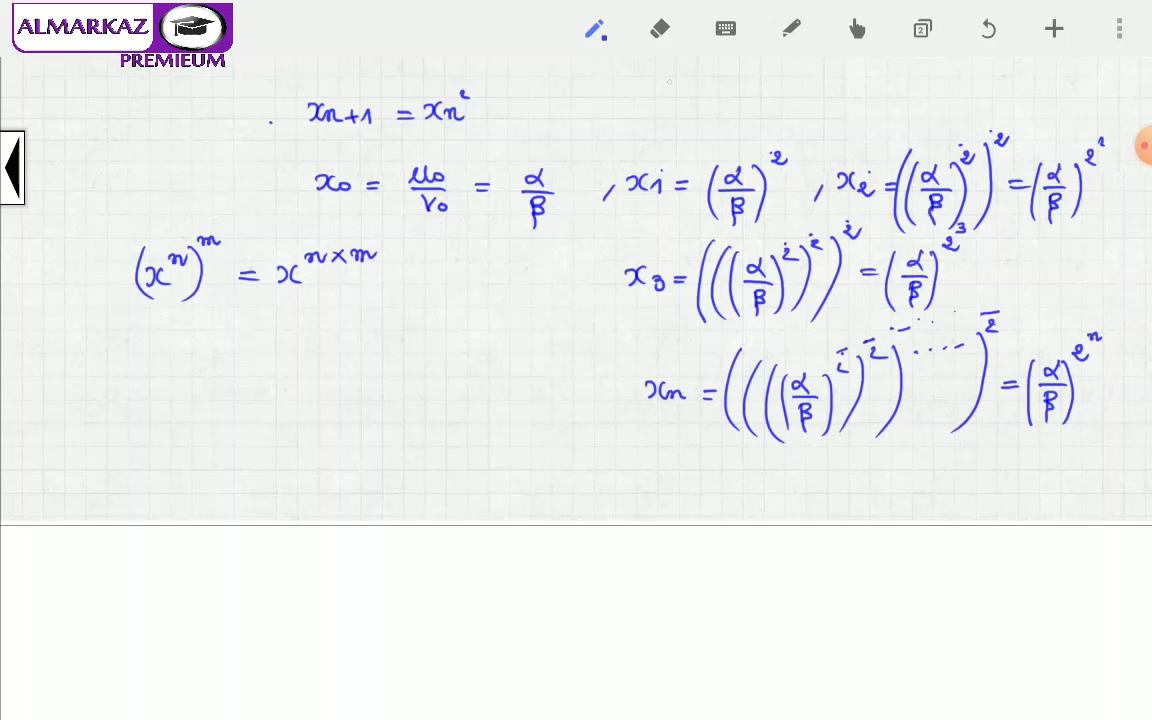 ALMARKAZ
PREMIEUM
2
xn+1 = xn²
x₀ = u₀/v₀ = α/β , x₁ = (α/β)² , x₂ = ((α/β)²)² = (α/β)^2²
(x^n)^m = x^n×m
x₃ = (((α/β)²)²)² = (α/β)^2³
xn = ((((α/β)²)²)....)² = (α/β)^2^n